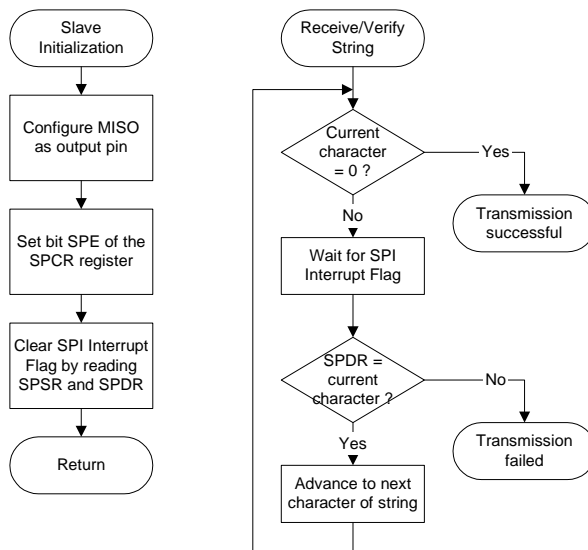 Slave
Initialization
Configure MISO
as output pin
Set bit SPE of the
SPCR register
Clear SPI Interrupt
Flag by reading
SPSR and SPDR
Return
Receive/Verify
String
Current
character
= 0 ?
Yes
Transmission
successful
No
Wait for SPI
Interrupt Flag
SPDR =
current
character ?
No
Transmission
failed
Yes
Advance to next
character of string